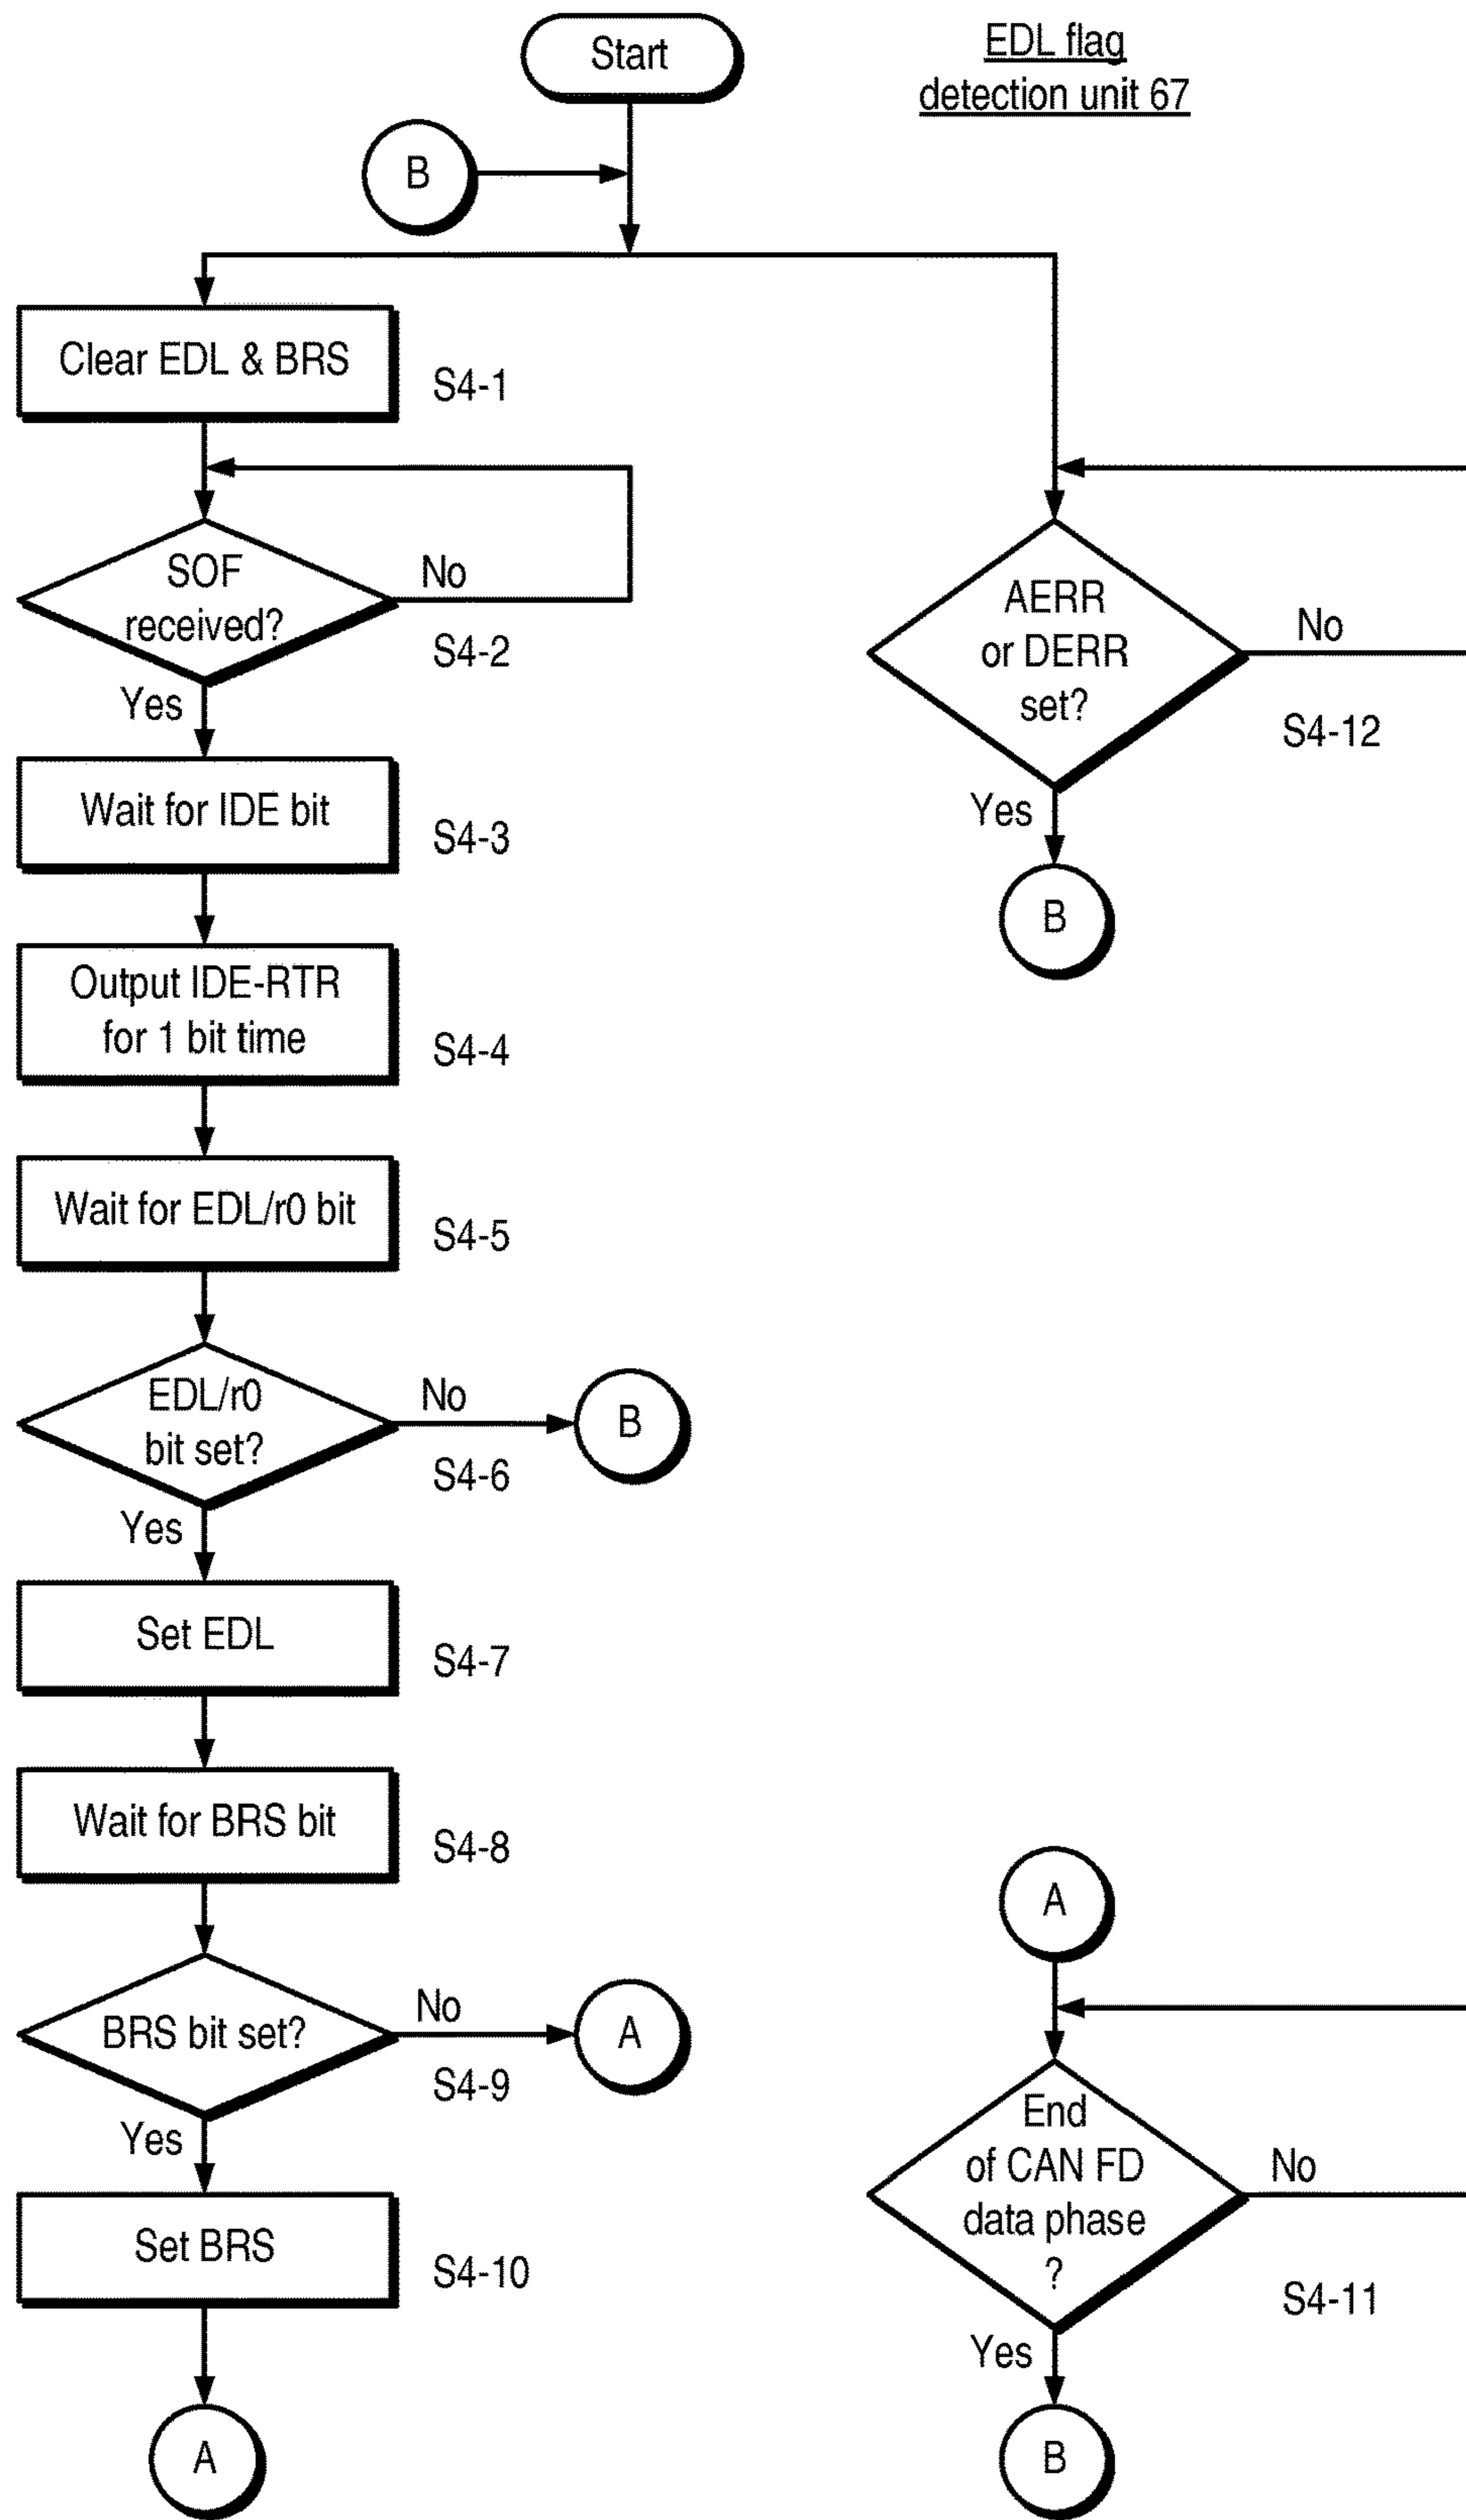 Start
EDL flag
detection unit 67
B
Clear EDL & BRS
S4-1
SOF
received?
No
S4-2
Yes
AERR
or DERR
set?
No
S4-12
Yes
B
Wait for IDE bit
S4-3
Output IDE-RTR
for 1 bit time
S4-4
Wait for EDL/r0 bit
S4-5
EDL/r0
bit set?
No
B
S4-6
Yes
Set EDL
S4-7
Wait for BRS bit
S4-8
BRS bit set?
No
A
S4-9
Yes
Set BRS
S4-10
A
A
End
of CAN FD
data phase
?
No
S4-11
Yes
B